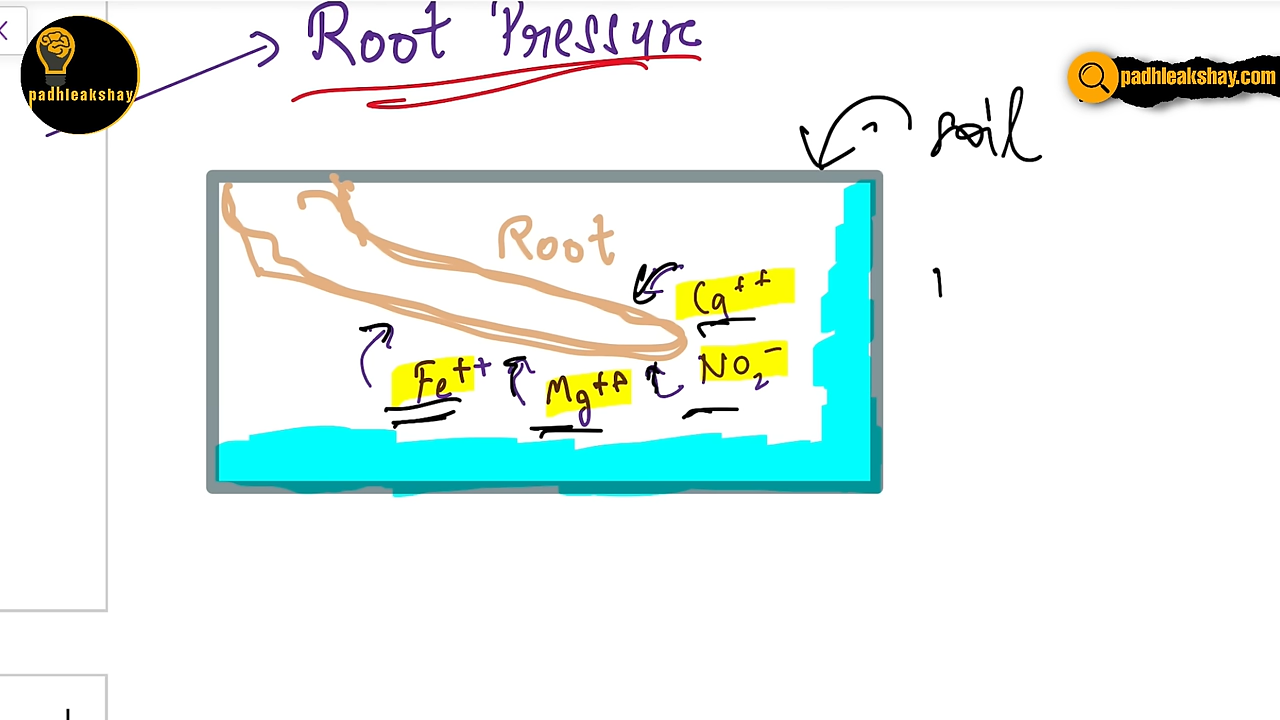 Root Pressure
padhleakshay
padhleakshay.com
soil
Root
Ca++
NO2-
Fe++
Mg++